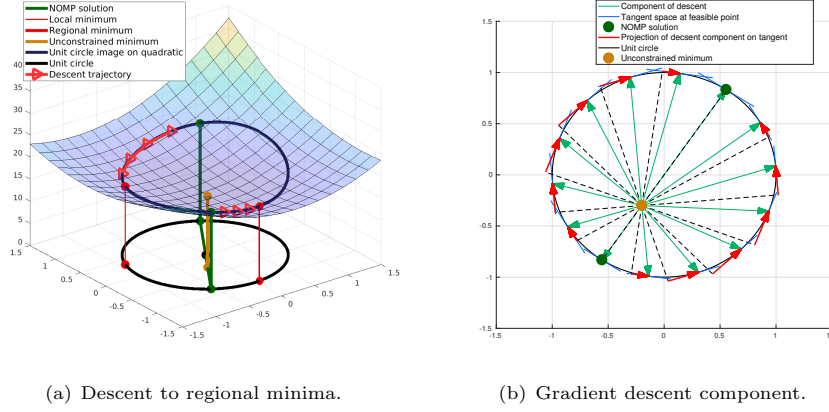 NOMP solution
Local minimum
Regional minimum
Unconstrained minimum
Unit circle image on quadratic
Unit circle
Descent trajectory
40
35
30
25
20
15
10
5
0
1.5
1
0.5
0
-0.5
-1
-1.5
-1.5
-1
-0.5
0
0.5
1
1.5
(a) Descent to regional minima.
Component of descent
Tangent space at feasible point
NOMP solution
Projection of descent component on tangent
Unit circle
Unconstrained minimum
1.5
1
0.5
0
-0.5
-1
-1.5
-1.5
-1
-0.5
0
0.5
1
(b) Gradient descent component.